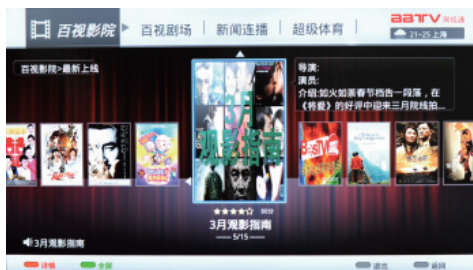 百视影院
百视剧场
新闻连播
超级体育
BBTV 百视通
21~25 上海
百视影院>最新上线
导演:
演员:
介绍:如火如荼春节档告一段落，在
《将爱》的好评中迎来三月院线拍...
3月
观影指南
3月观影指南
5/15
3月观影指南
详情
全屏
退出
返回